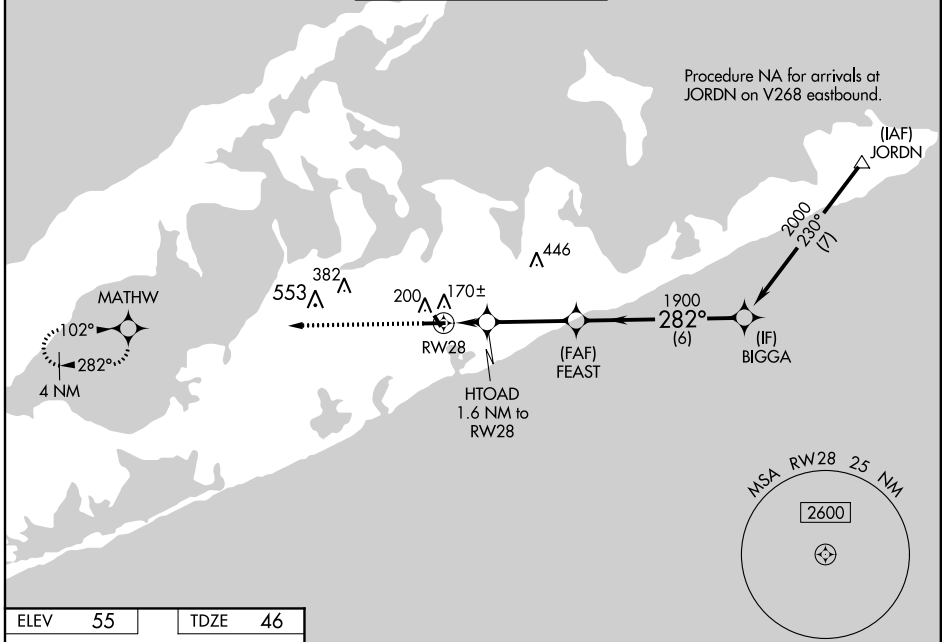 Procedure NA for arrivals at
JORDN on V268 eastbound.
(IAF)
JORDN
2000
230°
(7)
446
382
553
200
170±
MATHW
102°
282°
4 NM
RW28
1900
282°
(6)
(IF)
BIGGA
(FAF)
FEAST
HTOAD
1.6 NM to
RW28
MSA RW28 25 NM
2600
ELEV 55
TDZE 46